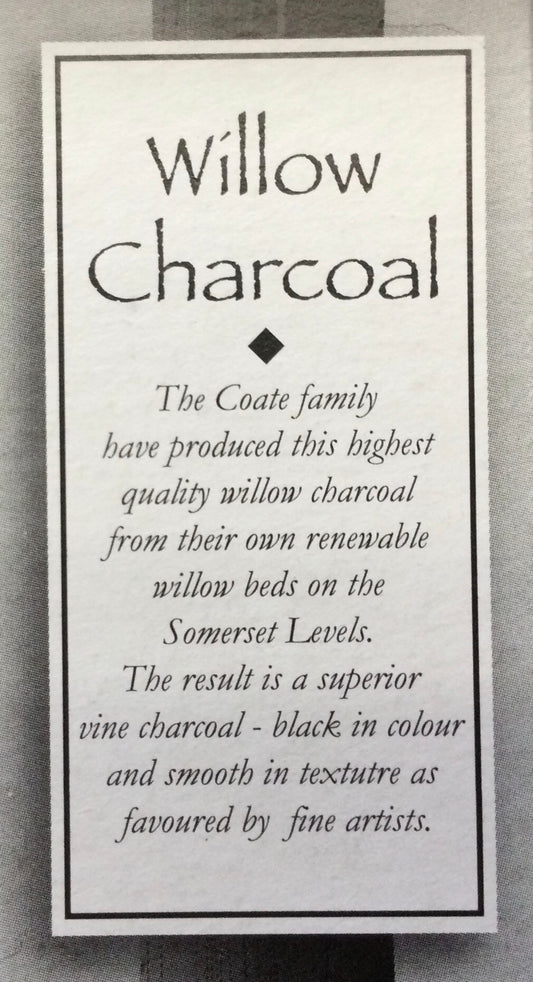 Willow
Charcoal
The Coate family
have produced this highest
quality willow charcoal
from their own renewable
willow beds on the
Somerset Levels.
The result is a superior
vine charcoal - black in colour
and smooth in textutre as
favoured by fine artists.